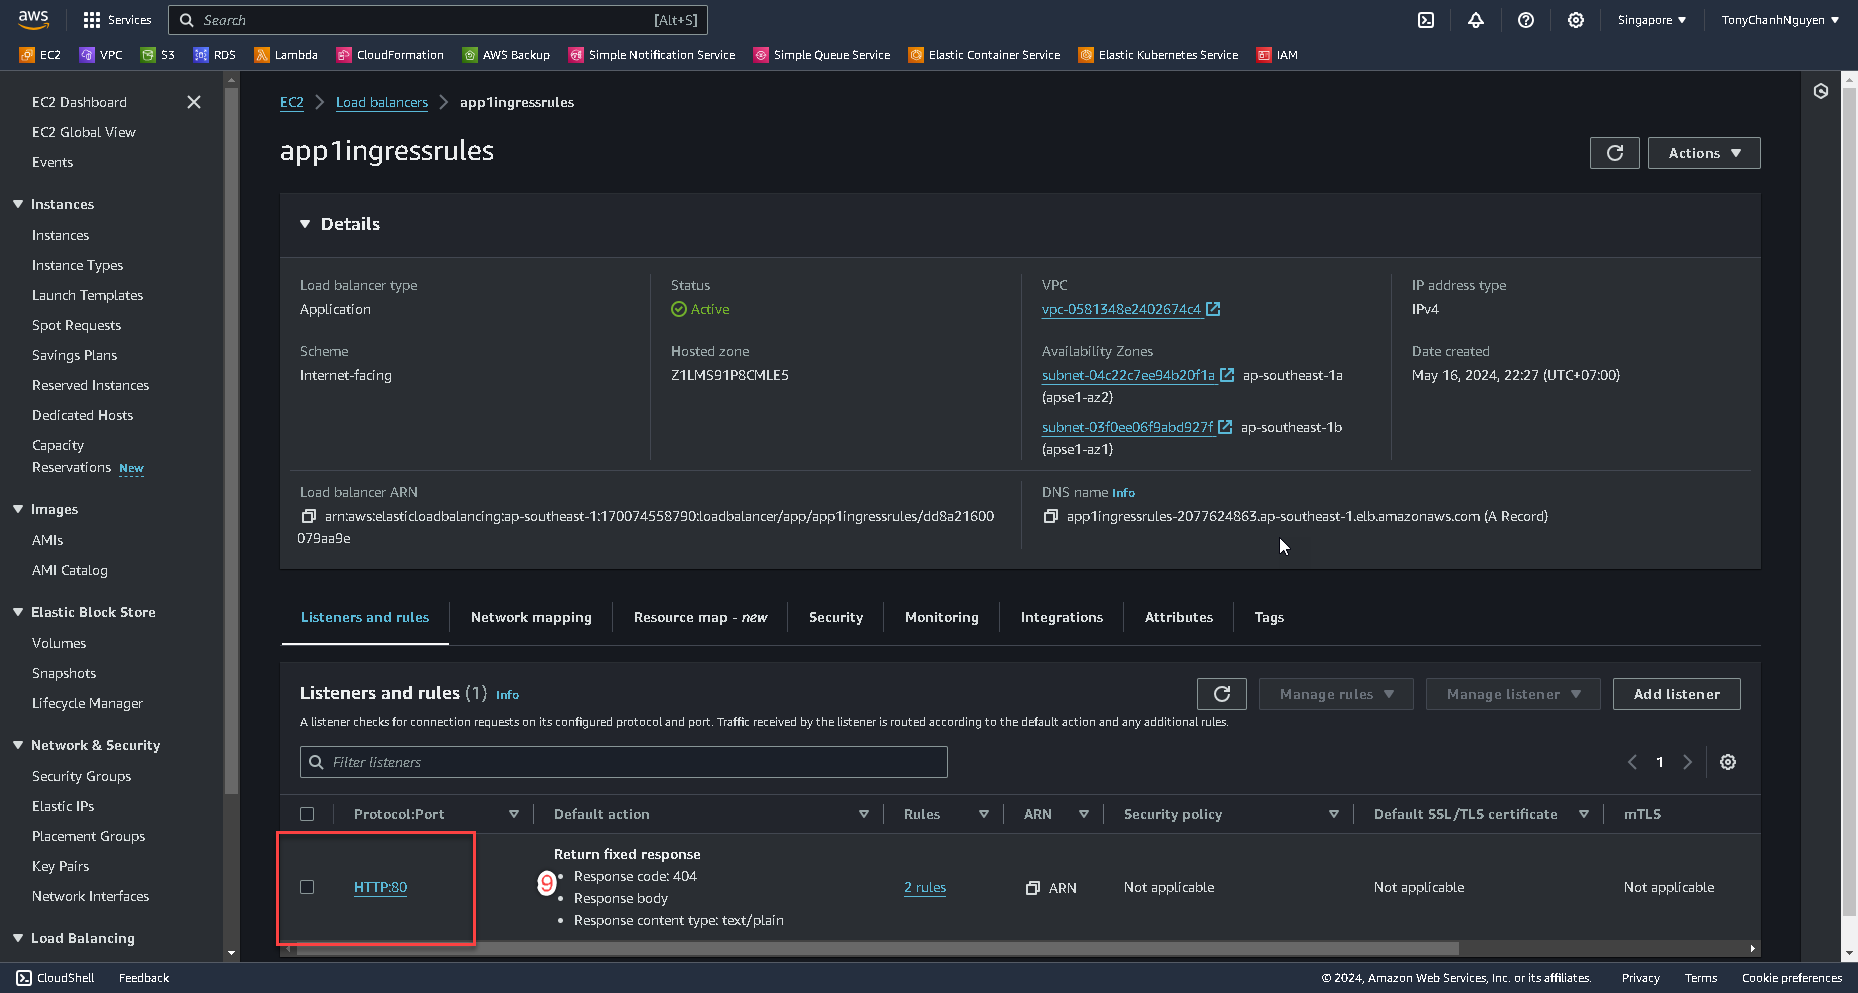 aws
Services
Search
[Alt+S]
Singapore ▼
TonyChanhNguyen ▼
EC2
VPC
S3
RDS
Lambda
CloudFormation
AWS Backup
Simple Notification Service
Simple Queue Service
Elastic Container Service
Elastic Kubernetes Service
IAM
EC2 Dashboard
EC2 Global View
Events
Instances
Instances
Instance Types
Launch Templates
Spot Requests
Savings Plans
Reserved Instances
Dedicated Hosts
Capacity
Reservations New
Images
AMIs
AMI Catalog
Elastic Block Store
Volumes
Snapshots
Lifecycle Manager
Network & Security
Security Groups
Elastic IPs
Placement Groups
Key Pairs
Network Interfaces
Load Balancing
EC2 > Load balancers > app1ingressrules
app1ingressrules
Actions ▼
Details
Load balancer type
Application
Status
Active
VPC
vpc-0581348e2402674c4
IP address type
IPv4
Scheme
Internet-facing
Hosted zone
Z1LMS91P8CMLE5
Availability Zones
subnet-04c22c7ee94b20f1a ap-southeast-1a
(apse1-az2)
subnet-03f0ee06f9abd927f ap-southeast-1b
(apse1-az1)
Date created
May 16, 2024, 22:27 (UTC+07:00)
Load balancer ARN
arn:aws:elasticloadbalancing:ap-southeast-1:170074558790:loadbalancer/app/app1ingressrules/dd8a21600
079aa9e
DNS name Info
app1ingressrules-2077624863.ap-southeast-1.elb.amazonaws.com (A Record)
Listeners and rules
Network mapping
Resource map - new
Security
Monitoring
Integrations
Attributes
Tags
Listeners and rules (1) Info
Manage rules ▼
Manage listener ▼
Add listener
A listener checks for connection requests on its configured protocol and port. Traffic received by the listener is routed according to the default action and any additional rules.
Filter listeners
1
Protocol:Port
Default action
Rules
ARN
Security policy
Default SSL/TLS certificate
mTLS
HTTP:80
9
Return fixed response
• Response code: 404
• Response body
• Response content type: text/plain
2 rules
ARN
Not applicable
Not applicable
Not applicable
CloudShell
Feedback
© 2024, Amazon Web Services, Inc. or its affiliates.
Privacy
Terms
Cookie preferences